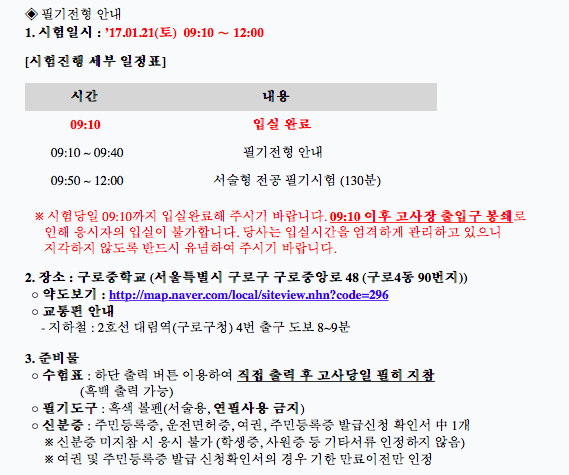 ◈ 필기전형 안내
1. 시험일시 : '17.01.21(토) 09:10 ~ 12:00
[시험진행 세부 일정표]
시간 내용
09:10 입실 완료
09:10 ~ 09:40 필기전형 안내
09:50 ~ 12:00 서술형 전공 필기시험 (130분)
※ 시험당일 09:10까지 입실완료해 주시기 바랍니다. 09:10 이후 고사장 출입구 봉쇄로
인해 응시자의 입실이 불가합니다. 당사는 입실시간을 엄격하게 관리하고 있으니
지각하지 않도록 반드시 유념하여 주시기 바랍니다.
2. 장소 : 구로중학교 (서울특별시 구로구 구로중앙로 48 (구로4동 90번지))
○ 약도보기 : http://map.naver.com/local/siteview.nhn?code=296
○ 교통편 안내
- 지하철 : 2호선 대림역(구로구청) 4번 출구 도보 8~9분
3. 준비물
○ 수험표 : 하단 출력 버튼 이용하여 직접 출력 후 고사당일 필히 지참
(흑백 출력 가능)
○ 필기도구 : 흑색 볼펜(서술용, 연필사용 금지)
○ 신분증 : 주민등록증, 운전면허증, 여권, 주민등록증 발급신청 확인서 中 1개
※ 신분증 미지참 시 응시 불가 (학생증, 사원증 등 기타서류 인정하지 않음)
※ 여권 및 주민등록증 발급 신청확인서의 경우 기한 만료이전만 인정